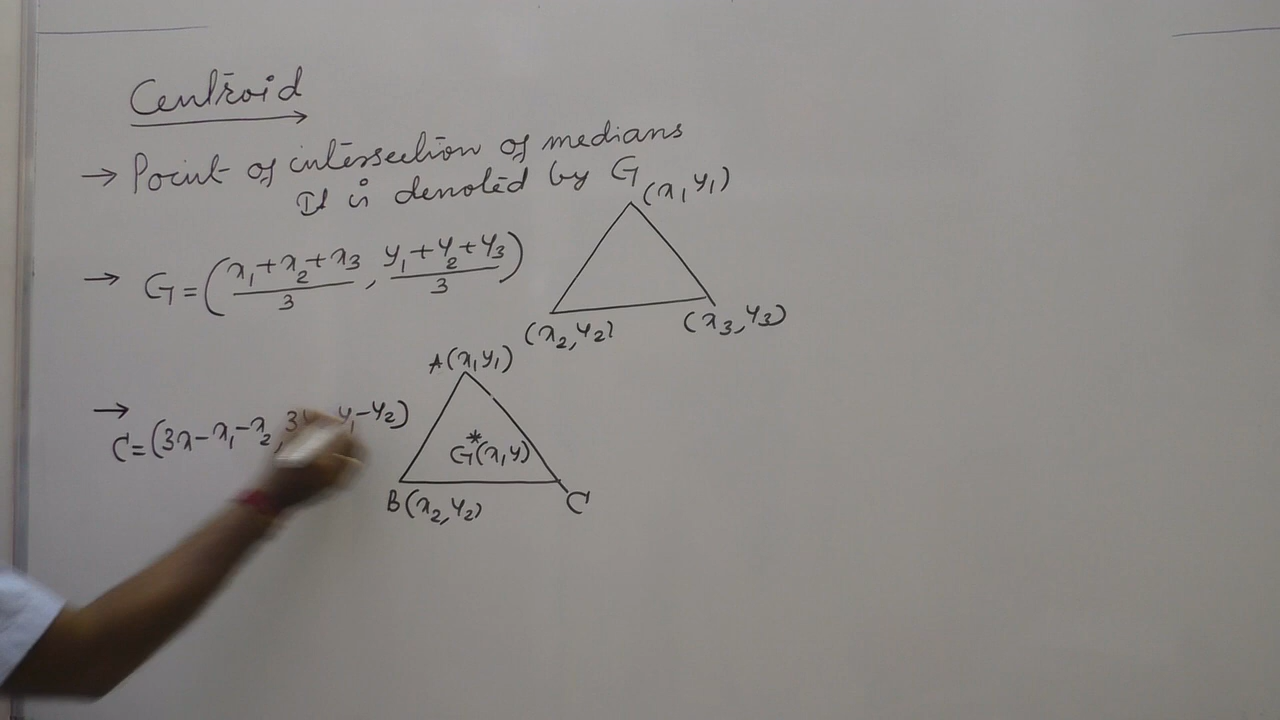 Centroid
→ Point of intersection of medians
It is denoted by G
(x1, y1)
→ G = ( (x1 + x2 + x3)/3 , (y1 + y2 + y3)/3 )
(x2, y2)
(x3, y3)
A(x1, y1)
→
C = (3x - x1 - x2, 3y - y1 - y2)
G(x, y)
B(x2, y2)
C